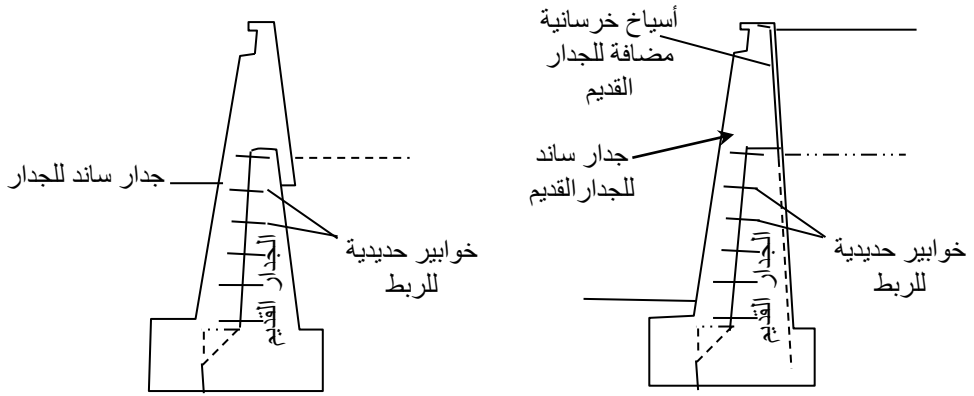 أسياخ خرسانية
مضافة للجدار
القديم
جدار ساند
للجدار القديم
خوابير حديدية
للربط
الجدار القديم
جدار ساند للجدار
خوابير حديدية
للربط
الجدار القديم